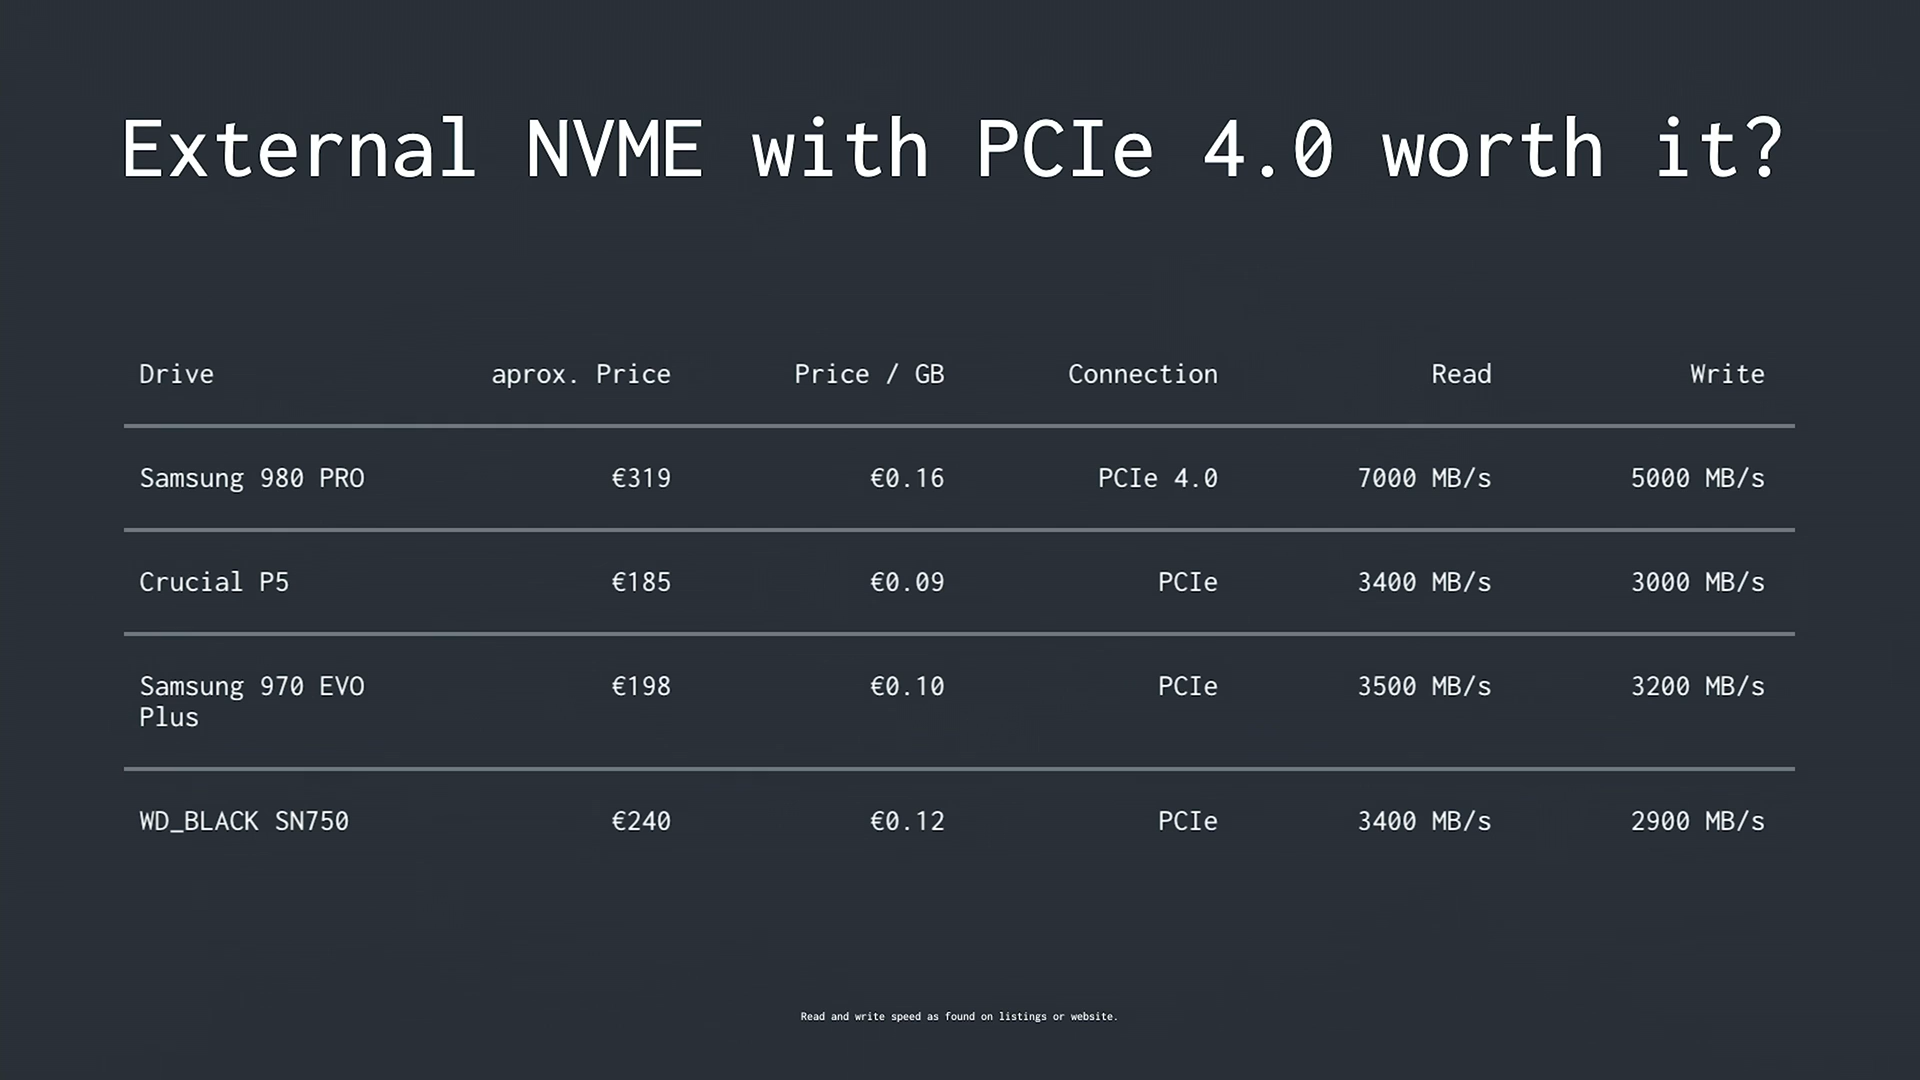 External NVME with PCIe 4.0 worth it?
Drive aprox. Price Price / GB Connection Read Write
Samsung 980 PRO €319 €0.16 PCIe 4.0 7000 MB/s 5000 MB/s
Crucial P5 €185 €0.09 PCIe 3400 MB/s 3000 MB/s
Samsung 970 EVO €198 €0.10 PCIe 3500 MB/s 3200 MB/s
Plus
WD_BLACK SN750 €240 €0.12 PCIe 3400 MB/s 2900 MB/s
Read and write speed as found on listings or website.